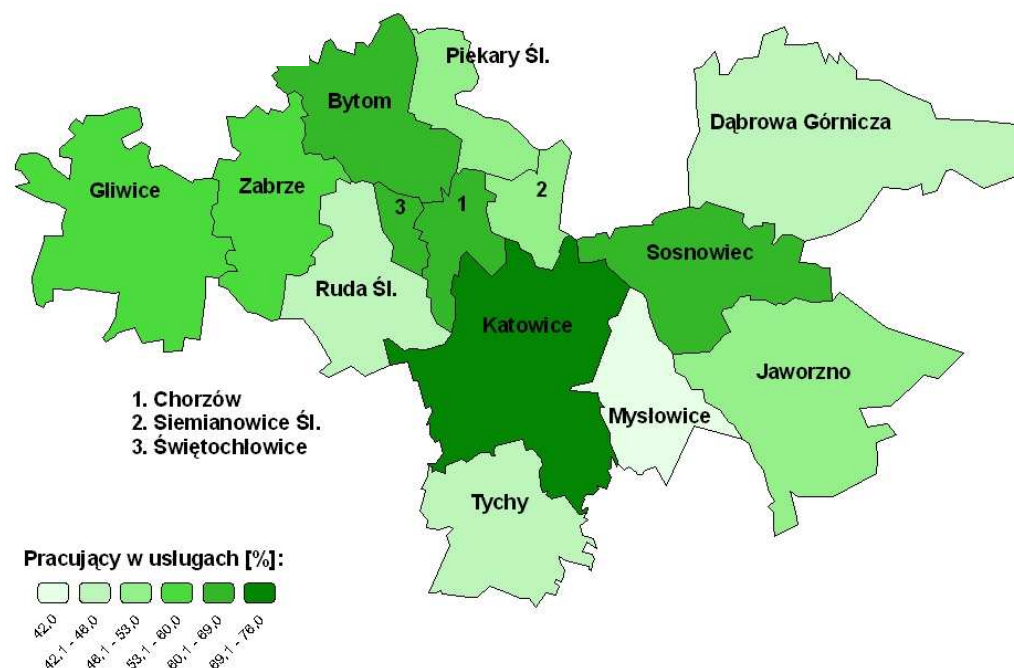 Piekary Śl.
Bytom
Dąbrowa Górnicza
Gliwice
Zabrze
3
1
2
Sosnowiec
Ruda Śl.
Katowice
Jaworzno
1. Chorzów
2. Siemianowice Śl.
3. Świętochłowice
Mysłowice
Tychy
Pracujący w usługach [%]:
42,0
42,1 - 46,0
46,1 - 53,0
53,1 - 60,0
60,1 - 69,0
69,1 - 76,0